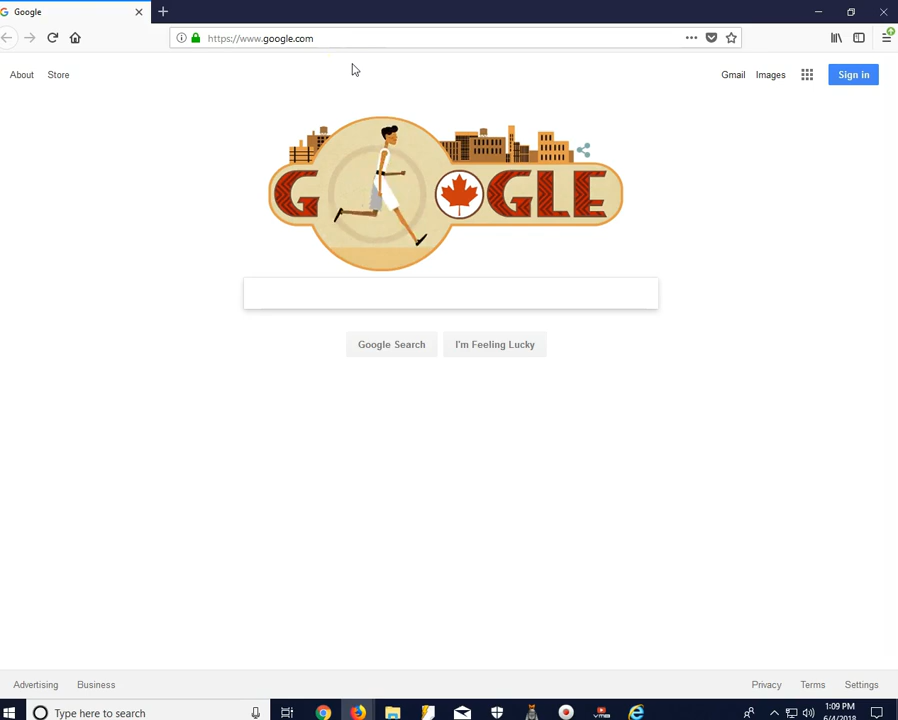 Google
https://www.google.com
About Store Gmail Images Sign in
GOGLE
Google Search I'm Feeling Lucky
Advertising Business Privacy Terms Settings
Type here to search
1:09 PM
6/4/2018